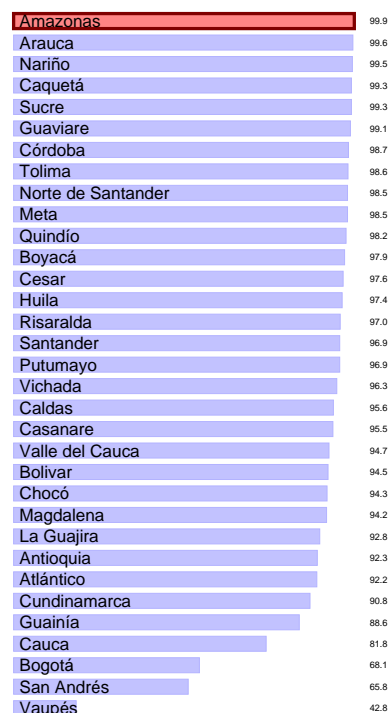 Amazonas 99.9
Arauca 99.6
Nariño 99.5
Caquetá 99.3
Sucre 99.3
Guaviare 99.1
Córdoba 98.7
Tolima 98.6
Norte de Santander 98.5
Meta 98.5
Quindío 98.2
Boyacá 97.9
Cesar 97.6
Huila 97.4
Risaralda 97.0
Santander 96.9
Putumayo 96.9
Vichada 96.3
Caldas 95.6
Casanare 95.5
Valle del Cauca 94.7
Bolivar 94.5
Chocó 94.3
Magdalena 94.2
La Guajira 92.8
Antioquia 92.3
Atlántico 92.2
Cundinamarca 90.8
Guainía 88.6
Cauca 81.8
Bogotá 68.1
San Andrés 65.8
Vaupés 42.8